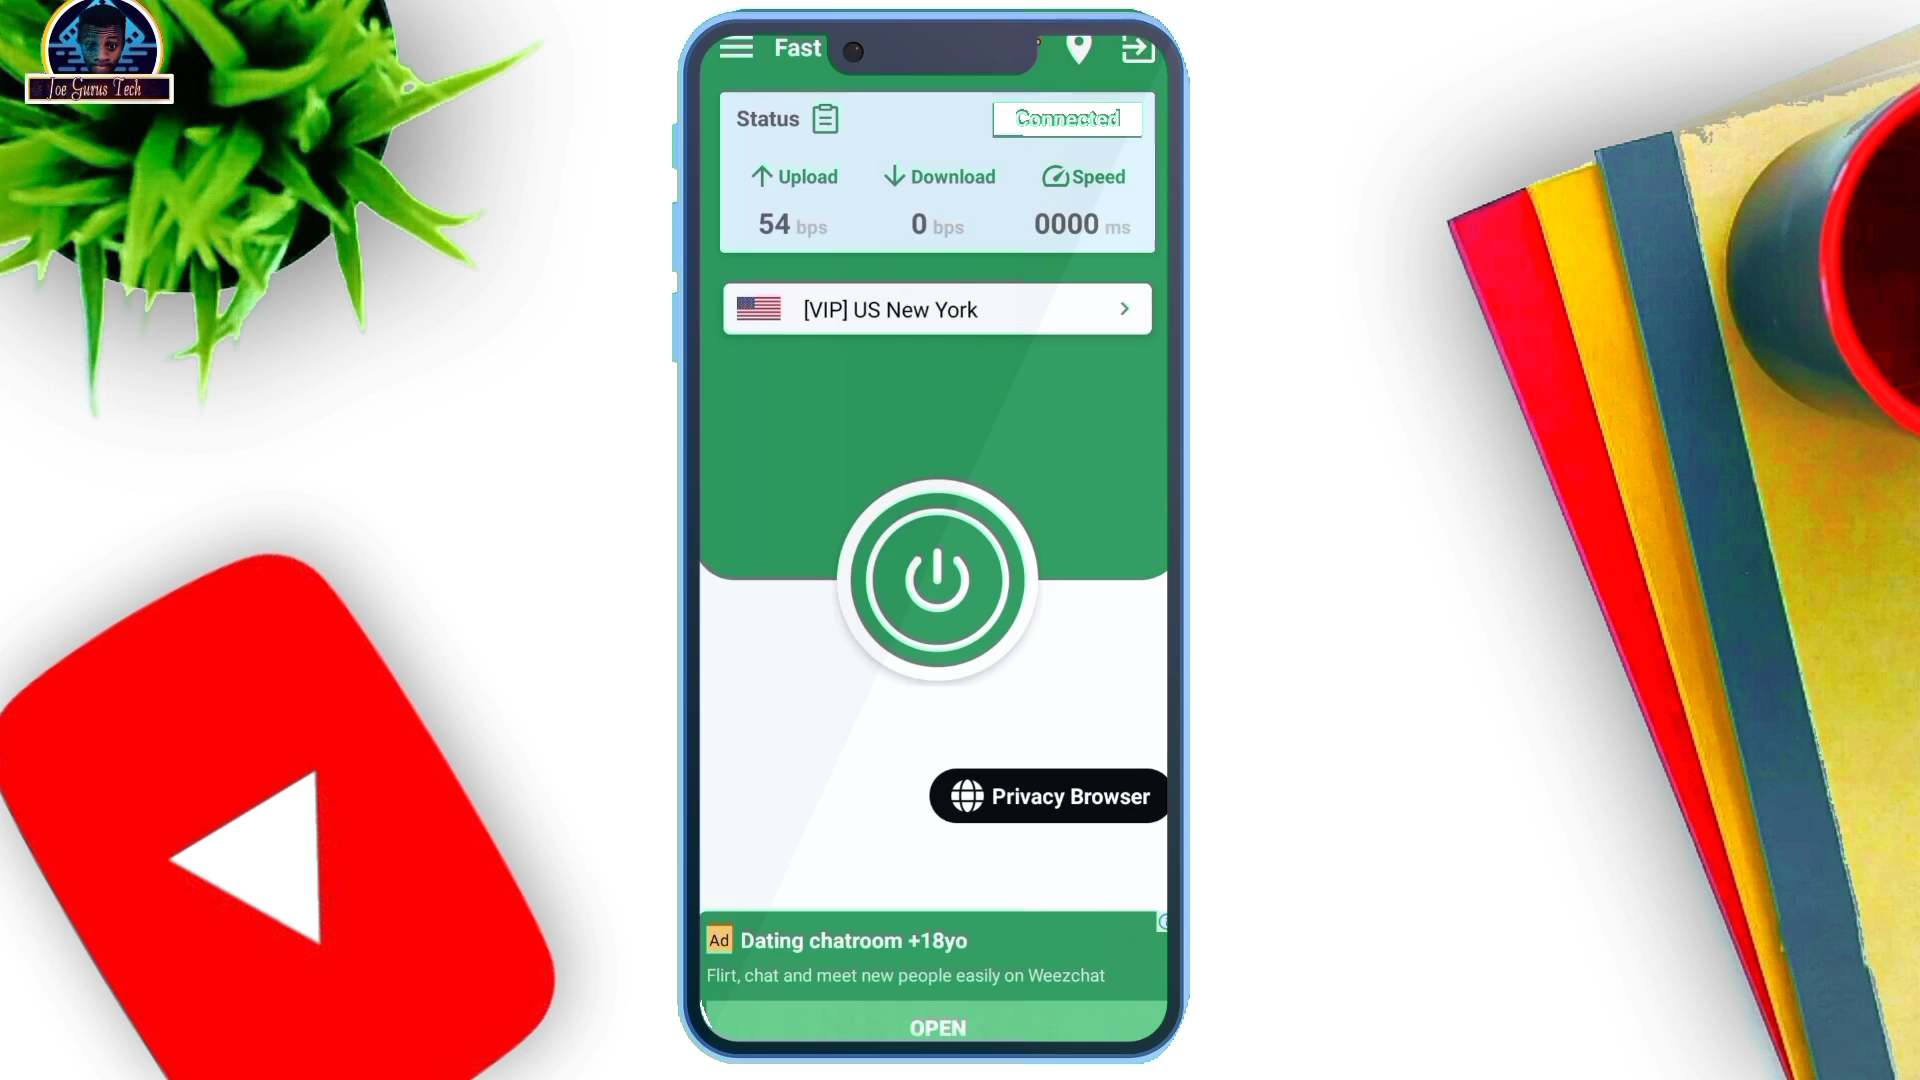 Joe Gurus Tech
Fast
Status
Connected
Upload
Download
Speed
54 bps
0 bps
0000 ms
[VIP] US New York
Privacy Browser
Ad
Dating chatroom +18yo
Flirt, chat and meet new people easily on Weezchat
OPEN